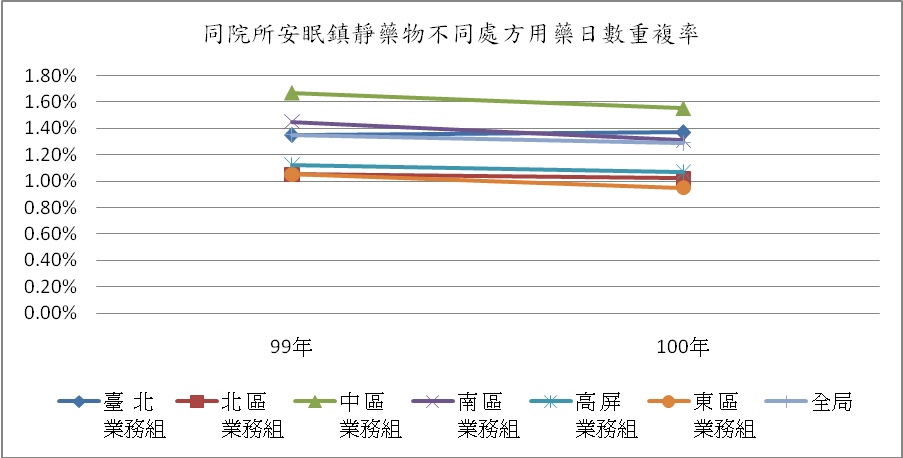 同院所安眠鎮靜藥物不同處方用藥日數重複率
1.80%
1.60%
1.40%
1.20%
1.00%
0.80%
0.60%
0.40%
0.20%
0.00%
99年 100年
臺北 北區 中區 南區 高屏 東區 全局
業務組 業務組 業務組 業務組 業務組 業務組